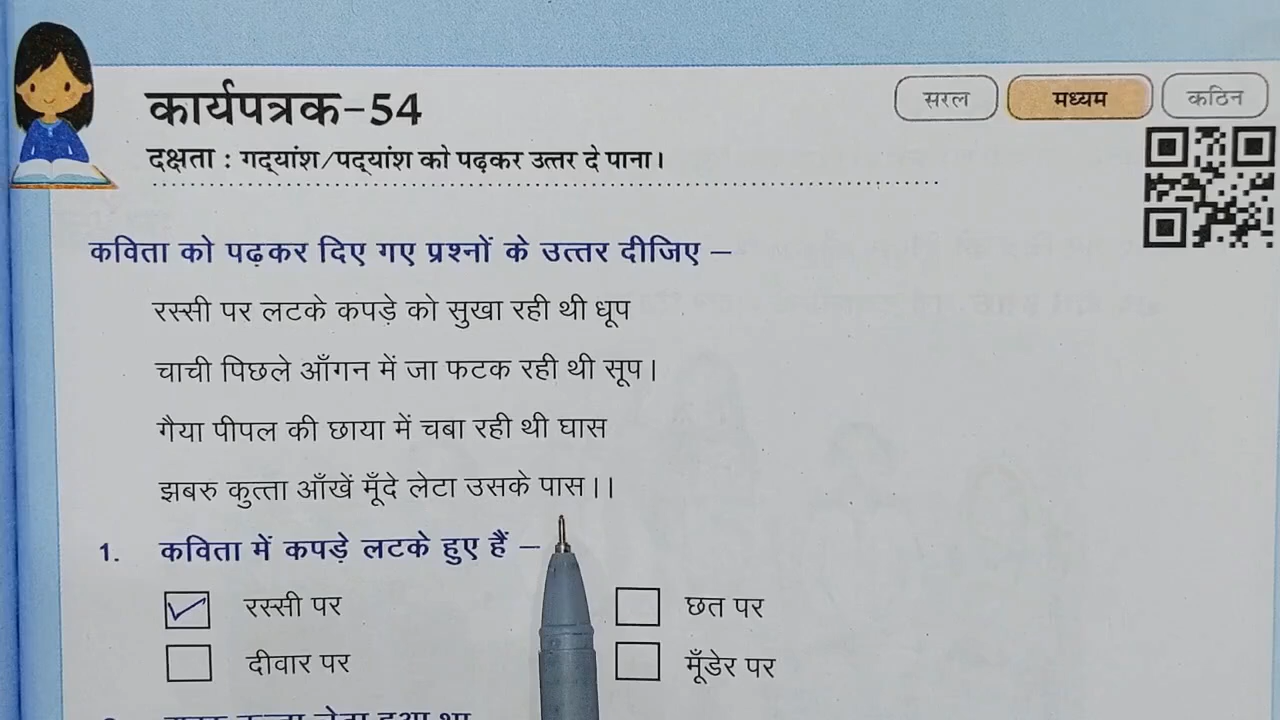 कार्यपत्रक-54
सरल मध्यम कठिन
दक्षता : गद्यांश/पद्यांश को पढ़कर उत्तर दे पाना।
कविता को पढ़कर दिए गए प्रश्नों के उत्तर दीजिए –
रस्सी पर लटके कपड़े को सुखा रही थी धूप
चाची पिछले आँगन में जा फटक रही थी सूप।
गैया पीपल की छाया में चबा रही थी घास
झबरु कुत्ता आँखें मूँदे लेटा उसके पास।।
1. कविता में कपड़े लटके हुए हैं –
रस्सी पर छत पर
दीवार पर मूँडेर पर